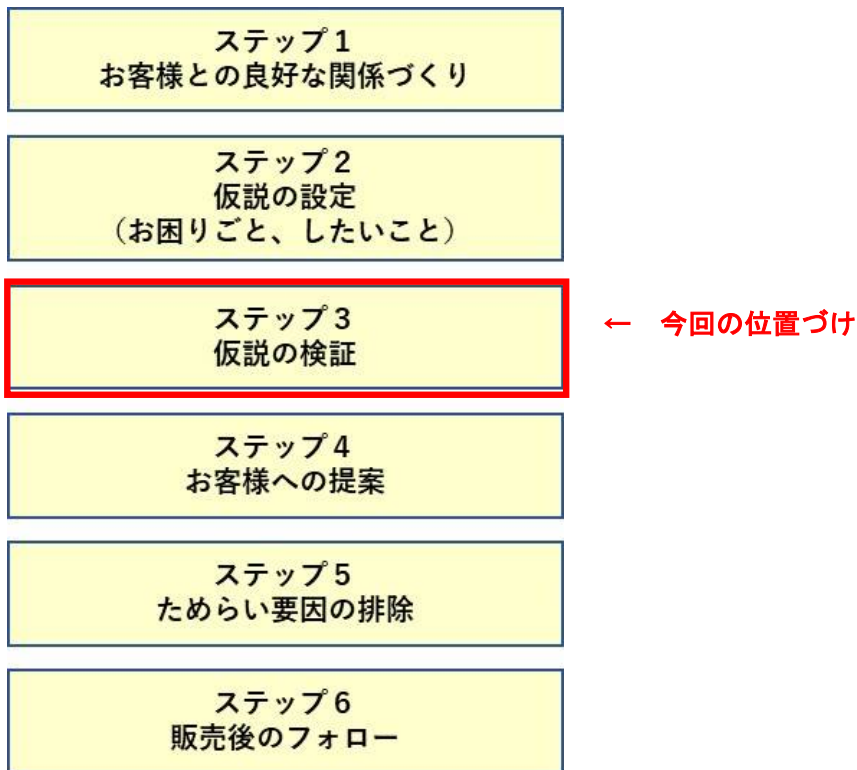 ステップ1
お客様との良好な関係づくり
ステップ2
仮説の設定
（お困りごと、したいこと）
ステップ3
仮説の検証
← 今回の位置づけ
ステップ4
お客様への提案
ステップ5
ためらい要因の排除
ステップ6
販売後のフォロー